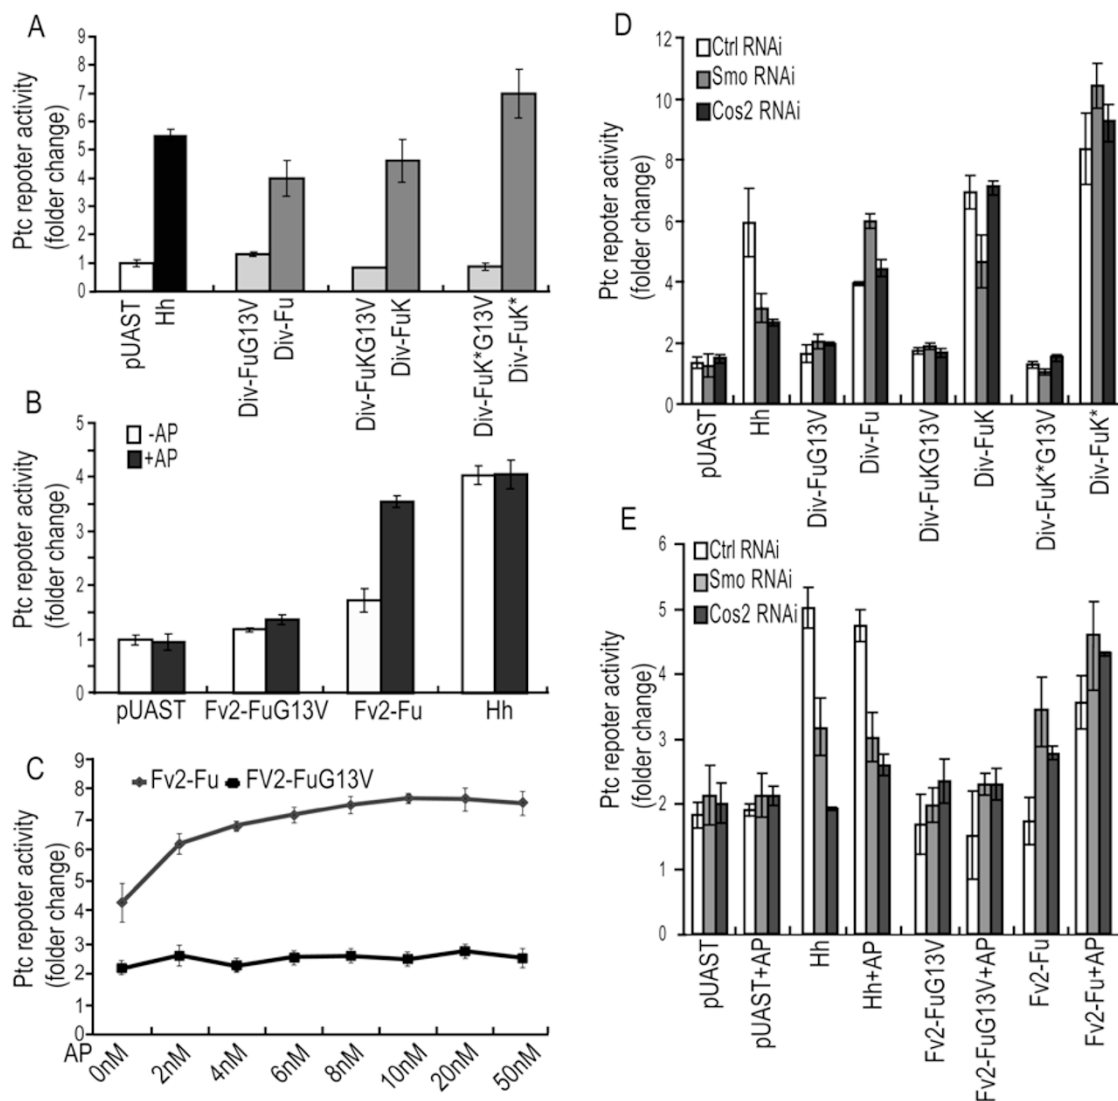 A
Ptc repoter activity
(folder change)
9
8
7
6
5
4
3
2
1
0
pUAST
Hh
Div-FuG13V
Div-Fu
Div-FuKG13V
Div-FuK
Div-FuK*G13V
Div-FuK*
B
Ptc repoter activity
(folder change)
5
4
3
2
1
0
-AP
+AP
pUAST
Fv2-FuG13V
Fv2-Fu
Hh
C
Ptc repoter activity
(folder change)
9
8
7
6
5
4
3
2
1
0
Fv2-Fu
FV2-FuG13V
AP
0nM
2nM
4nM
6nM
8nM
10nM
20nM
50nM
D
Ptc repoter activity
(folder change)
12
10
8
6
4
2
0
Ctrl RNAi
Smo RNAi
Cos2 RNAi
pUAST
Hh
Div-FuG13V
Div-Fu
Div-FuKG13V
Div-FuK
Div-FuK*G13V
Div-FuK*
E
Ptc repoter activity
(folder change)
6
5
4
3
2
1
0
Ctrl RNAi
Smo RNAi
Cos2 RNAi
pUAST
pUAST+AP
Hh
Hh+AP
Fv2-FuG13V
Fv2-FuG13V+AP
Fv2-Fu
Fv2-Fu+AP